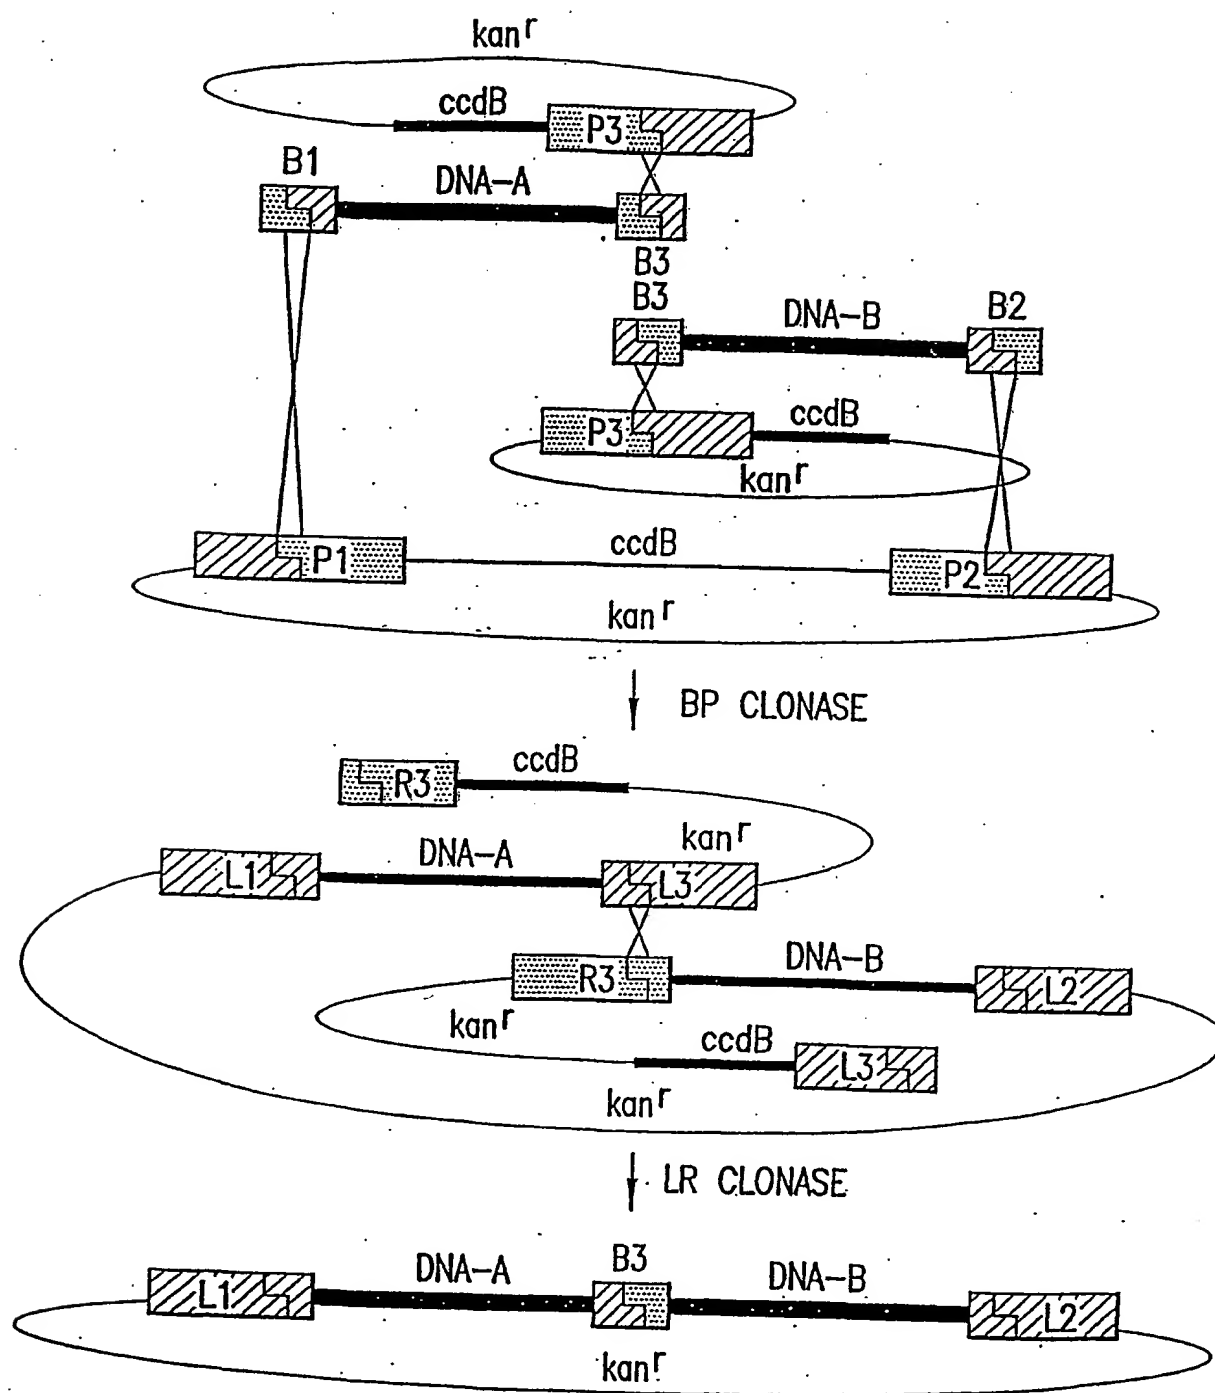 kanʳ
ccdB
P3
B1
DNA-A
B3
B3
DNA-B
B2
P3
ccdB
kanʳ
P1
ccdB
P2
kanʳ
BP CLONASE
R3
ccdB
kanʳ
L1
DNA-A
L3
R3
DNA-B
L2
kanʳ
ccdB
L3
kanʳ
LR CLONASE
L1
DNA-A
B3
DNA-B
L2
kanʳ